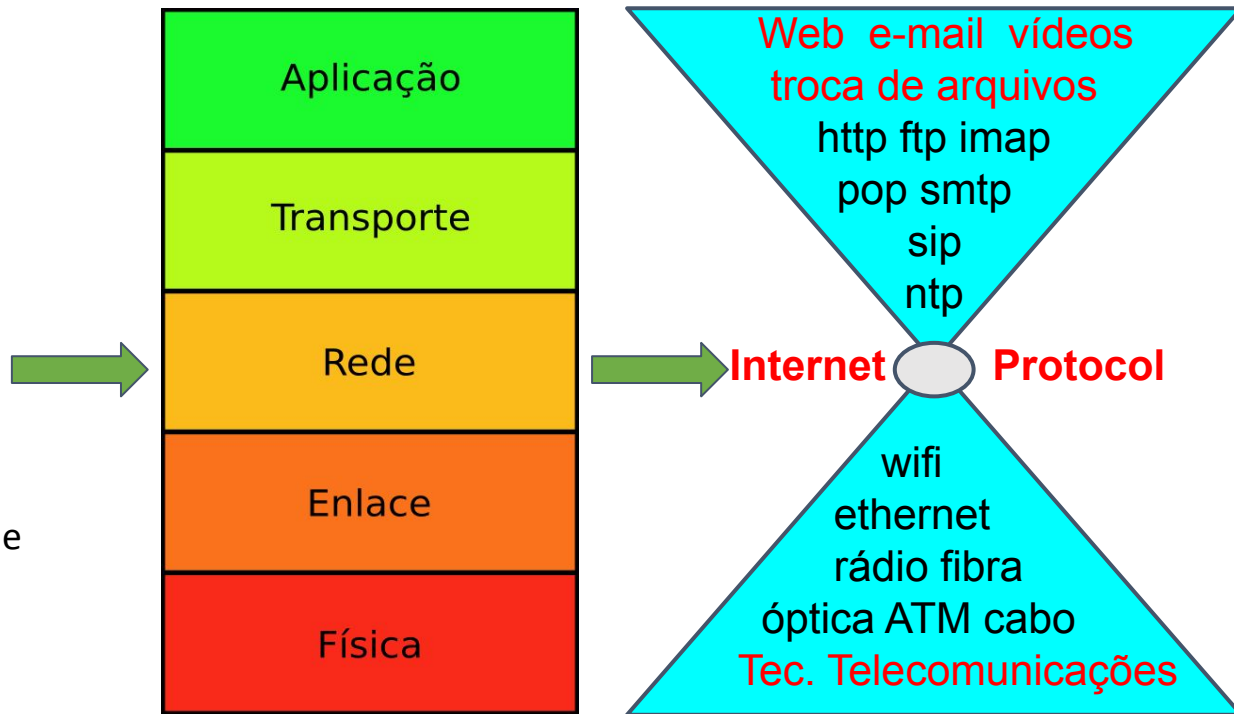 Aplicação
Transporte
Rede
Enlace
Física
e
Web e-mail vídeos
troca de arquivos
http ftp imap
pop smtp
sip
ntp
Internet Protocol
wifi
ethernet
rádio fibra
óptica ATM cabo
Tec. Telecomunicações